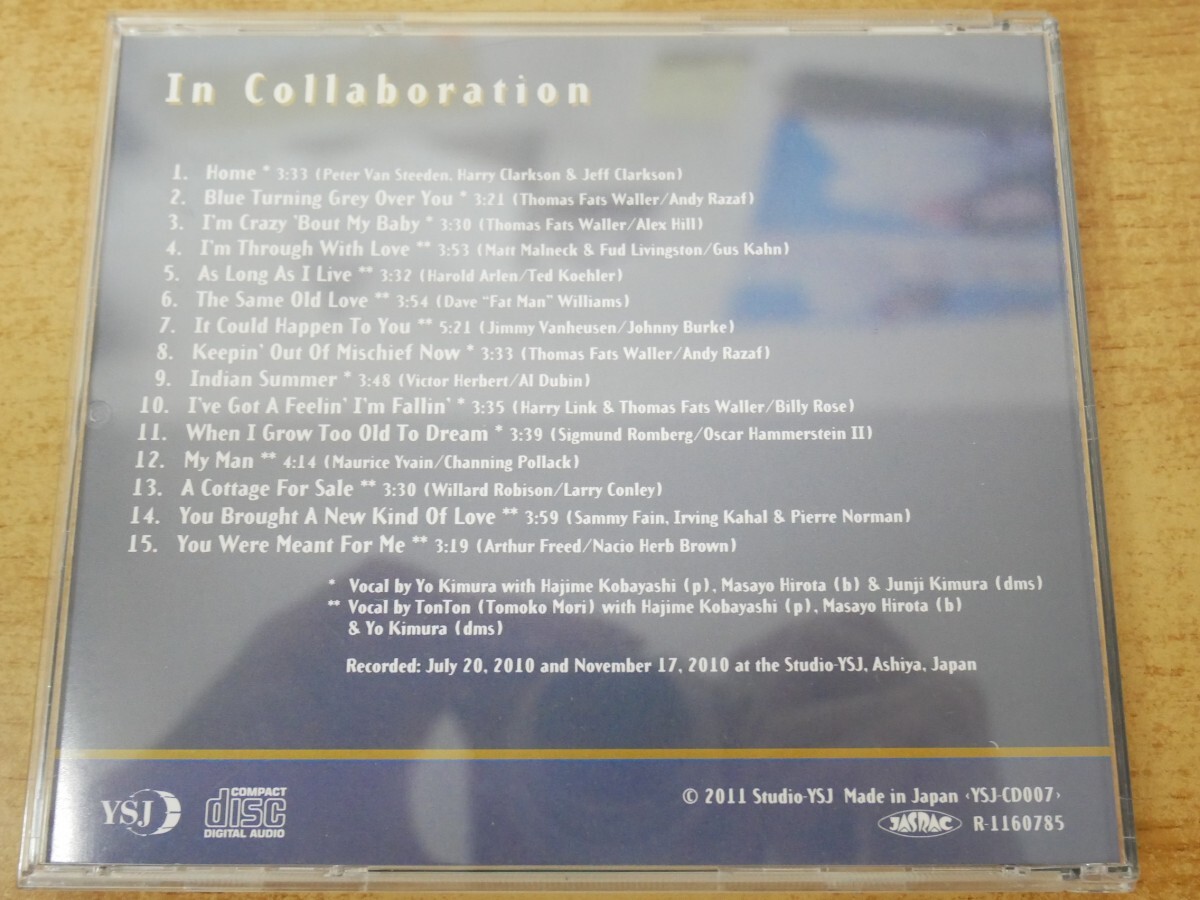 In Collaboration
1. Home * 3:33 (Peter Van Steeden, Harry Clarkson & Jeff Clarkson)
2. Blue Turning Grey Over You * 3:21 (Thomas Fats Waller/Andy Razaf)
3. I'm Crazy 'Bout My Baby * 3:30 (Thomas Fats Waller/Alex Hill)
4. I'm Through With Love ** 3:53 (Matt Malneck & Fud Livingston/Gus Kahn)
5. As Long As I Live ** 3:32 (Harold Arlen/Ted Koehler)
6. The Same Old Love ** 3:54 (Dave "Fat Man" Williams)
7. It Could Happen To You ** 5:21 (Jimmy Vanheusen/Johnny Burke)
8. Keepin' Out Of Mischief Now * 3:33 (Thomas Fats Waller/Andy Razaf)
9. Indian Summer * 3:48 (Victor Herbert/Al Dubin)
10. I've Got A Feelin' I'm Fallin' * 3:35 (Harry Link & Thomas Fats Waller/Billy Rose)
11. When I Grow Too Old To Dream * 3:39 (Sigmund Romberg/Oscar Hammerstein II)
12. My Man ** 4:14 (Maurice Yvain/Channing Pollack)
13. A Cottage For Sale ** 3:30 (Willard Robison/Larry Conley)
14. You Brought A New Kind Of Love ** 3:59 (Sammy Fain, Irving Kahal & Pierre Norman)
15. You Were Meant For Me ** 3:19 (Arthur Freed/Nacio Herb Brown)
* Vocal by Yo Kimura with Hajime Kobayashi (p), Masayo Hirota (b) & Junji Kimura (dms)
** Vocal by TonTon (Tomoko Mori) with Hajime Kobayashi (p), Masayo Hirota (b)
& Yo Kimura (dms)
Recorded: July 20, 2010 and November 17, 2010 at the Studio-YSJ, Ashiya, Japan
YSJ
COMPACT
disc
DIGITAL AUDIO
© 2011 Studio-YSJ Made in Japan ‹YSJ-CD007›
JASRAC R-1160785